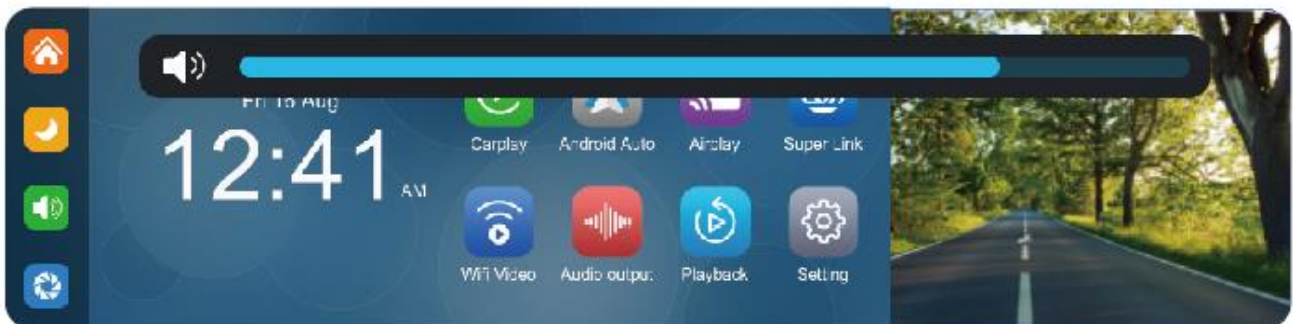 Fri 15 Aug
12:41 AM
Carplay
Android Auto
Airplay
Super Link
Wifi Video
Audio output
Playback
Setting